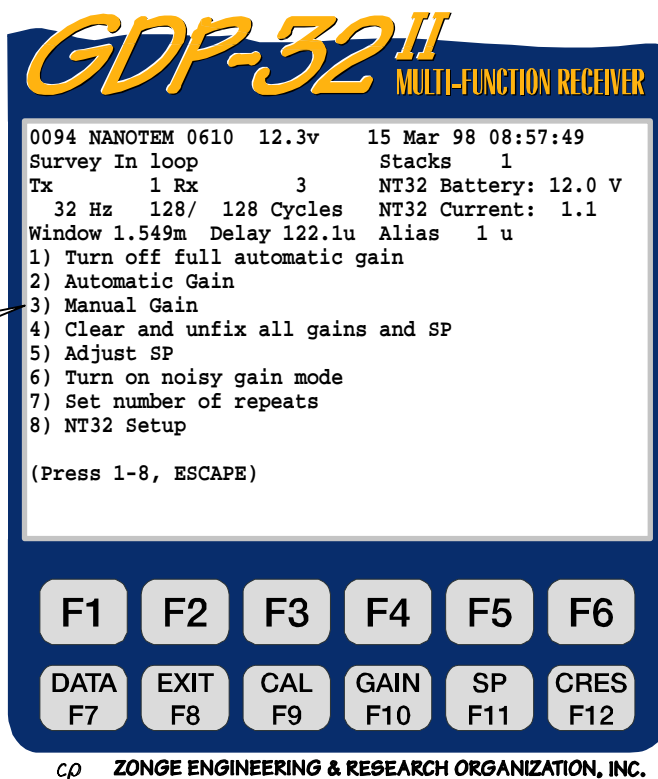 GDP-32 II
MULTI-FUNCTION RECEIVER
0094 NANOTEM 0610 12.3v 15 Mar 98 08:57:49
Survey In loop Stacks 1
Tx 1 Rx 3 NT32 Battery: 12.0 V
32 Hz 128/ 128 Cycles NT32 Current: 1.1
Window 1.549m Delay 122.1u Alias 1 u
1) Turn off full automatic gain
2) Automatic Gain
3) Manual Gain
4) Clear and unfix all gains and SP
5) Adjust SP
6) Turn on noisy gain mode
7) Set number of repeats
8) NT32 Setup
(Press 1-8, ESCAPE)
F1 F2 F3 F4 F5 F6
DATA EXIT CAL GAIN SP CRES
F7 F8 F9 F10 F11 F12
cp ZONGE ENGINEERING & RESEARCH ORGANIZATION, INC.